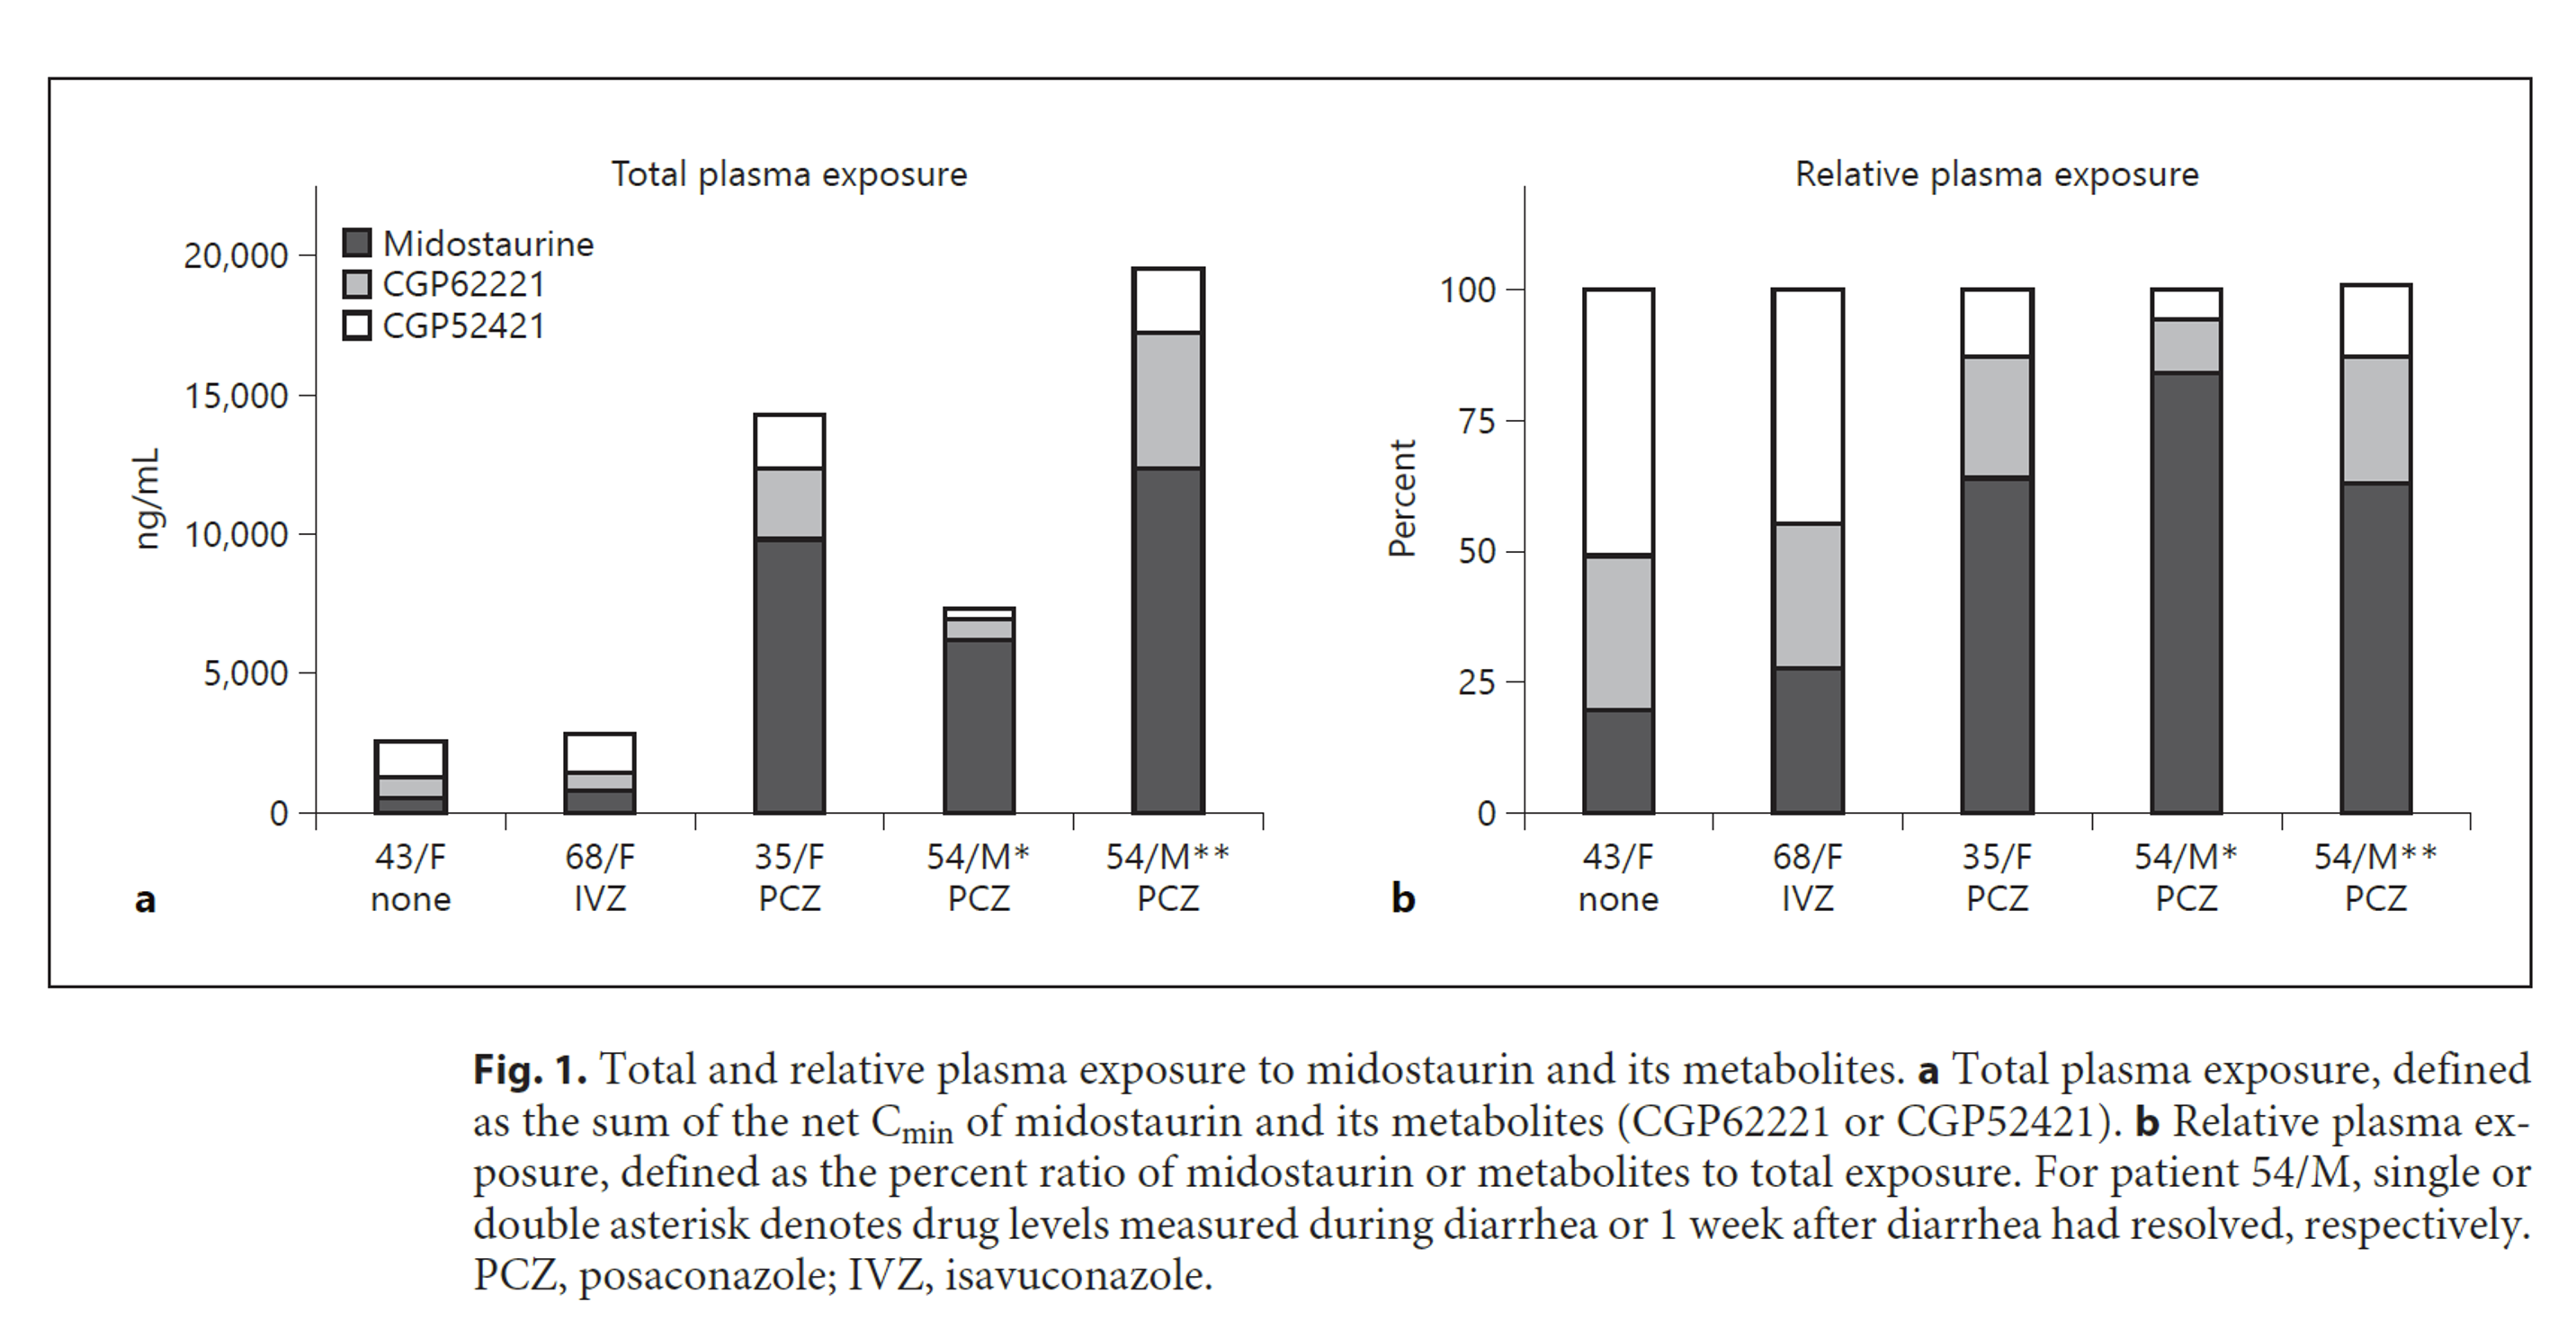 Total plasma exposure
Midostaurine
CGP62221
CGP52421
20,000
15,000
10,000
5,000
0
ng/mL
43/F 68/F 35/F 54/M* 54/M**
none IVZ PCZ PCZ PCZ
a
Relative plasma exposure
100
75
50
25
0
Percent
43/F 68/F 35/F 54/M* 54/M**
none IVZ PCZ PCZ PCZ
b
Fig. 1. Total and relative plasma exposure to midostaurin and its metabolites. a Total plasma exposure, defined
as the sum of the net Cmin of midostaurin and its metabolites (CGP62221 or CGP52421). b Relative plasma ex-
posure, defined as the percent ratio of midostaurin or metabolites to total exposure. For patient 54/M, single or
double asterisk denotes drug levels measured during diarrhea or 1 week after diarrhea had resolved, respectively.
PCZ, posaconazole; IVZ, isavuconazole.